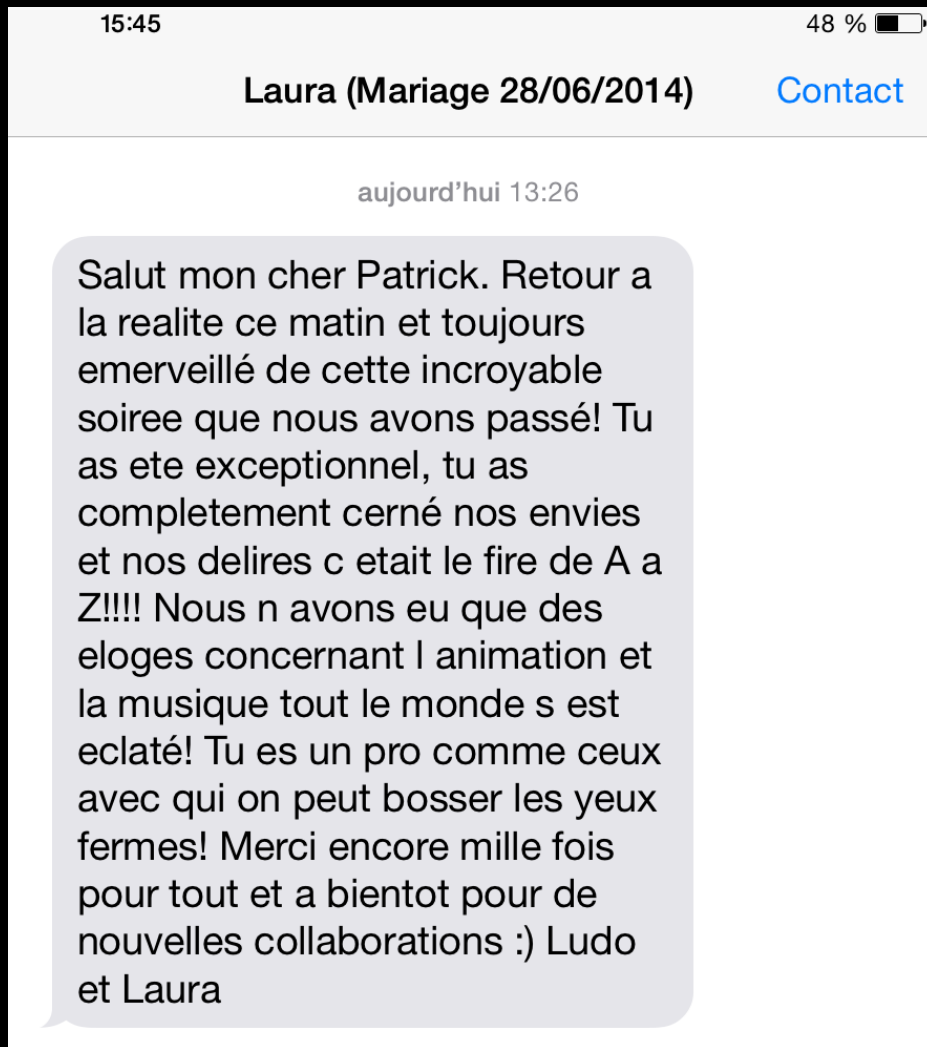 15:45 48 %
Laura (Mariage 28/06/2014) Contact
aujourd’hui 13:26
Salut mon cher Patrick. Retour a
la realite ce matin et toujours
emerveillé de cette incroyable
soiree que nous avons passé! Tu
as ete exceptionnel, tu as
completement cerné nos envies
et nos delires c etait le fire de A a
Z!!!! Nous n avons eu que des
eloges concernant l animation et
la musique tout le monde s est
eclaté! Tu es un pro comme ceux
avec qui on peut bosser les yeux
fermes! Merci encore mille fois
pour tout et a bientot pour de
nouvelles collaborations :) Ludo
et Laura